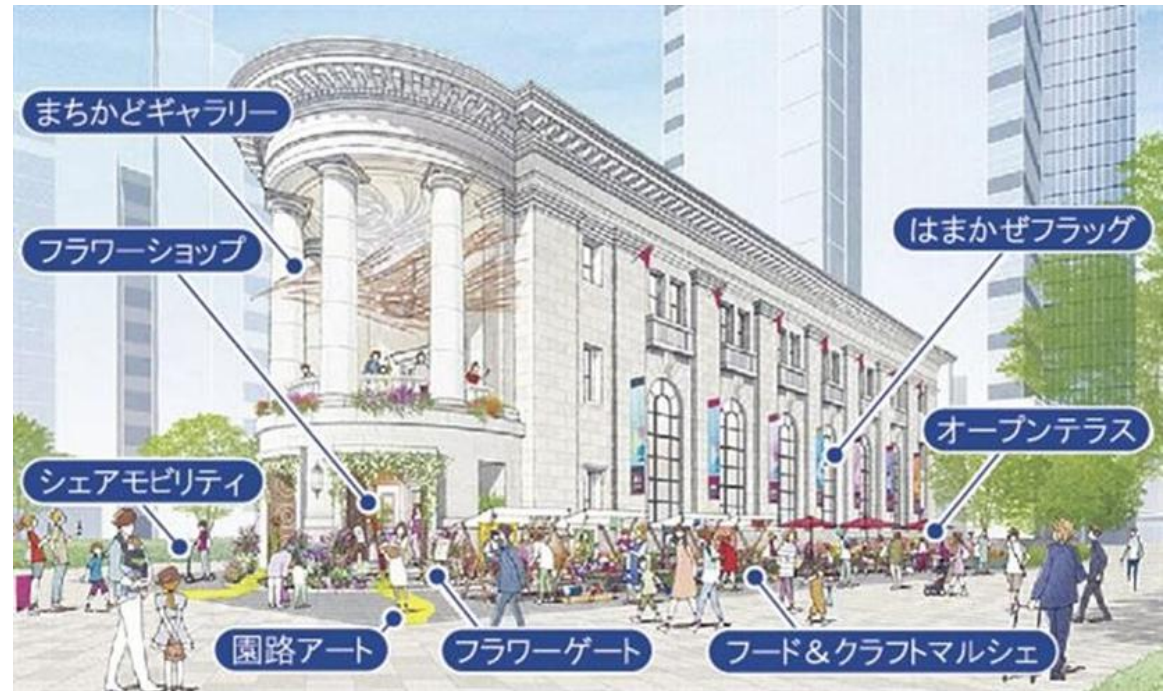 まちかどギャラリー
フラワーショップ
はまかぜフラッグ
オープンテラス
シェアモビリティ
園路アート
フラワーゲート
フード&クラフトマルシェ